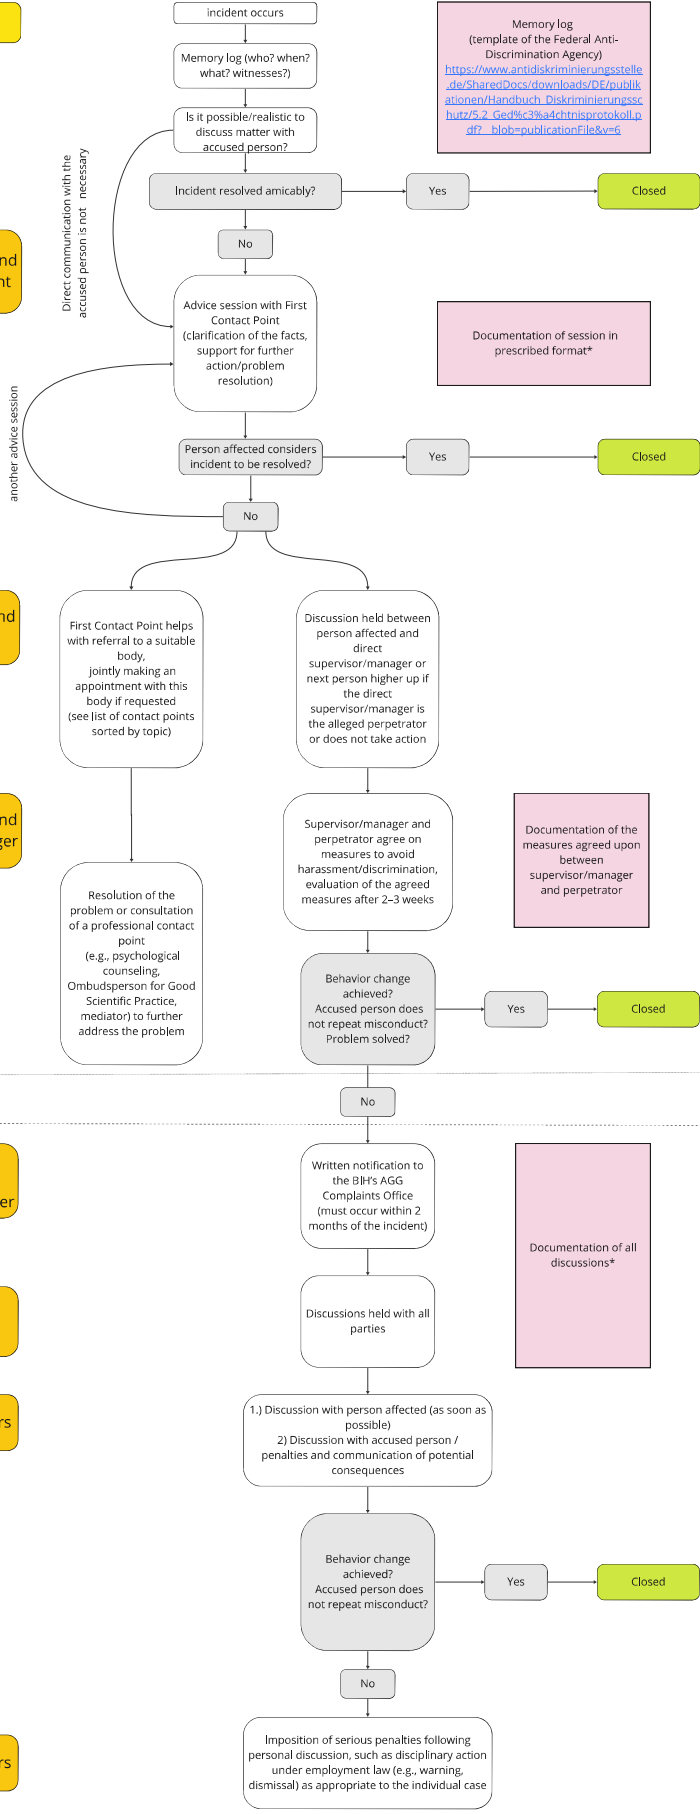 incident occurs
Memory log (who? when?
what? witnesses?)
Is it possible/realistic to
discuss matter with
accused person?
Memory log
(template of the Federal Anti-
Discrimination Agency)
https://www.antidiskriminierungsstelle
.de/SharedDocs/downloads/DE/publik
ationen/Handbuch_Diskriminierungssc
hutz/5.2_Ged%c3%a4chtnisprotokoll.p
df?__blob=publicationFile&v=6
Direct communication with the
accused person is not necessary
Incident resolved amicably?
Yes
Closed
No
nd
nt
Advice session with First
Contact Point
(clarification of the facts,
support for further
action/problem
resolution)
Documentation of session in
prescribed format*
another advice session
Person affected considers
incident to be resolved?
Yes
Closed
No
nd
First Contact Point helps
with referral to a suitable
body,
jointly making an
appointment with this
body if requested
(see list of contact points
sorted by topic)
Discussion held between
person affected and
direct
supervisor/manager or
next person higher up if
the direct
supervisor/manager is
the alleged perpetrator
or does not take action
nd
ger
Supervisor/manager and
perpetrator agree on
measures to avoid
harassment/discrimination,
evaluation of the agreed
measures after 2–3 weeks
Documentation of the
measures agreed upon
between
supervisor/manager
and perpetrator
Resolution of the
problem or consultation
of a professional contact
point
(e.g., psychological
counseling,
Ombudsperson for Good
Scientific Practice,
mediator) to further
address the problem
Behavior change
achieved?
Accused person does
not repeat misconduct?
Problem solved?
Yes
Closed
No
er
Written notification to
the BIH's AGG
Complaints Office
(must occur within 2
months of the incident)
Documentation of all
discussions*
Discussions held with all
parties
rs
1.) Discussion with person affected (as soon as
possible)
2) Discussion with accused person /
penalties and communication of potential
consequences
Behavior change
achieved?
Accused person does
not repeat misconduct?
Yes
Closed
No
rs
Imposition of serious penalties following
personal discussion, such as disciplinary action
under employment law (e.g., warning,
dismissal) as appropriate to the individual case